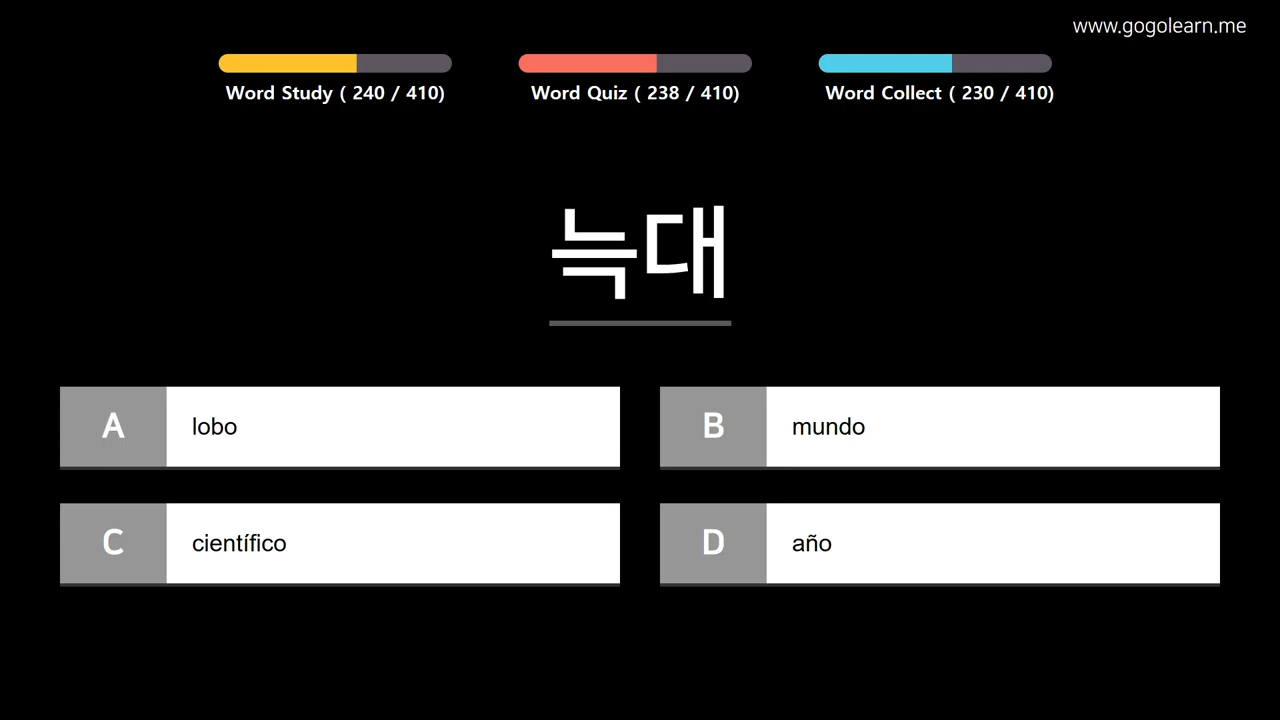 www.gogolearn.me
Word Study ( 240 / 410)
Word Quiz ( 238 / 410)
Word Collect ( 230 / 410)
늑대
A
lobo
B
mundo
C
científico
D
año